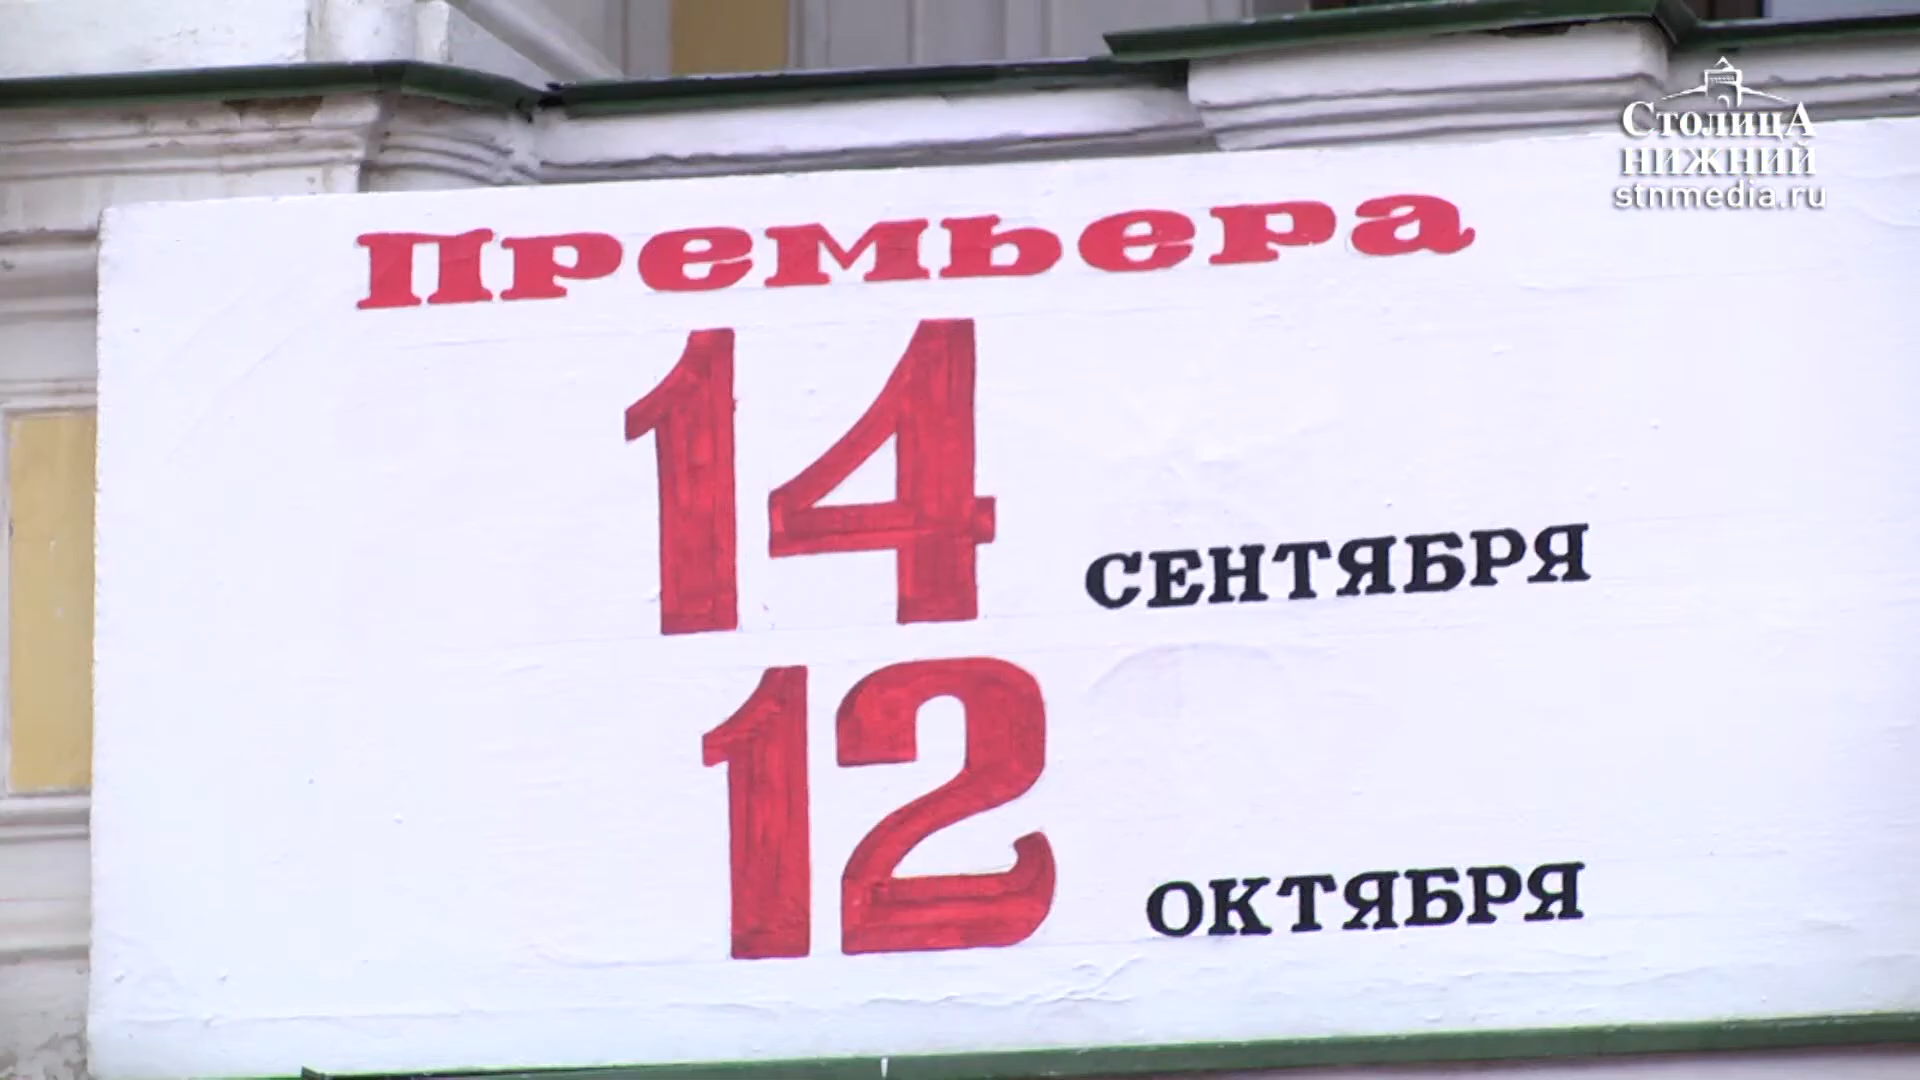 СтолицА
нижний
stnmedia.ru
Премьера
14 СЕНТЯБРЯ
12 ОКТЯБРЯ